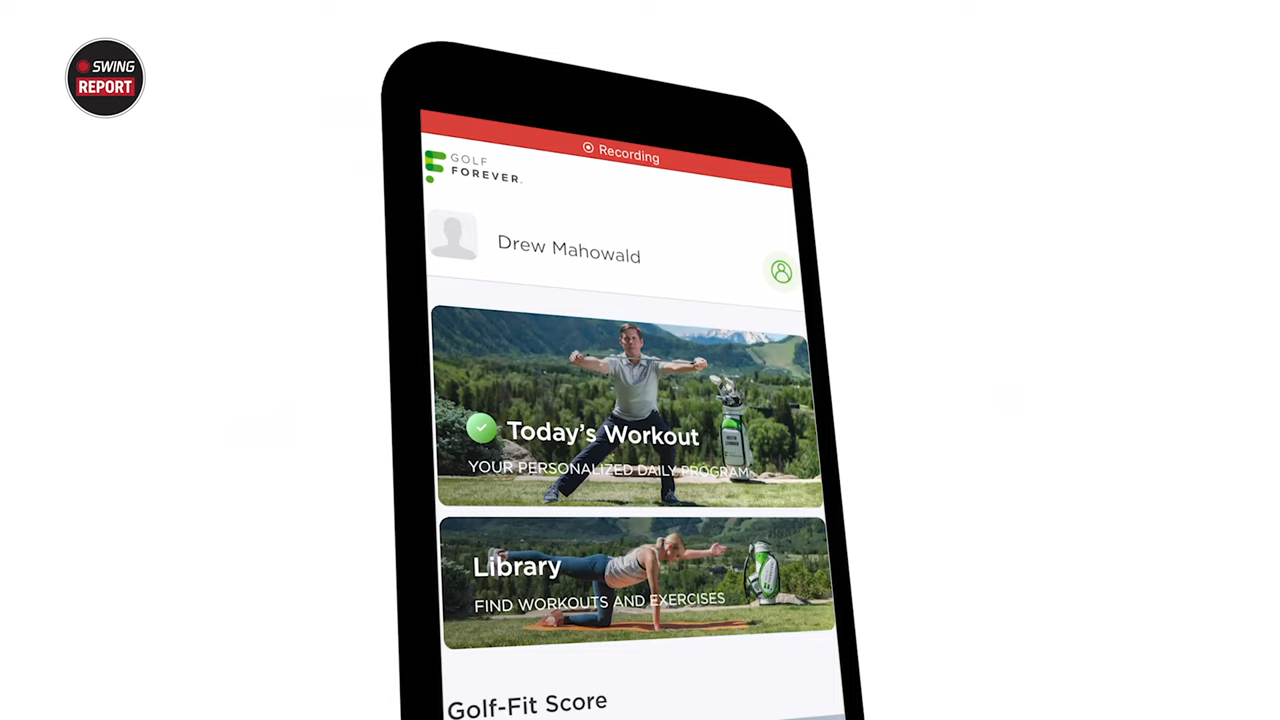 SWING
REPORT
Recording
GOLF
FOREVER
Drew Mahowald
Today's Workout
YOUR PERSONALIZED DAILY PROGRAM
Library
FIND WORKOUTS AND EXERCISES
Golf-Fit Score